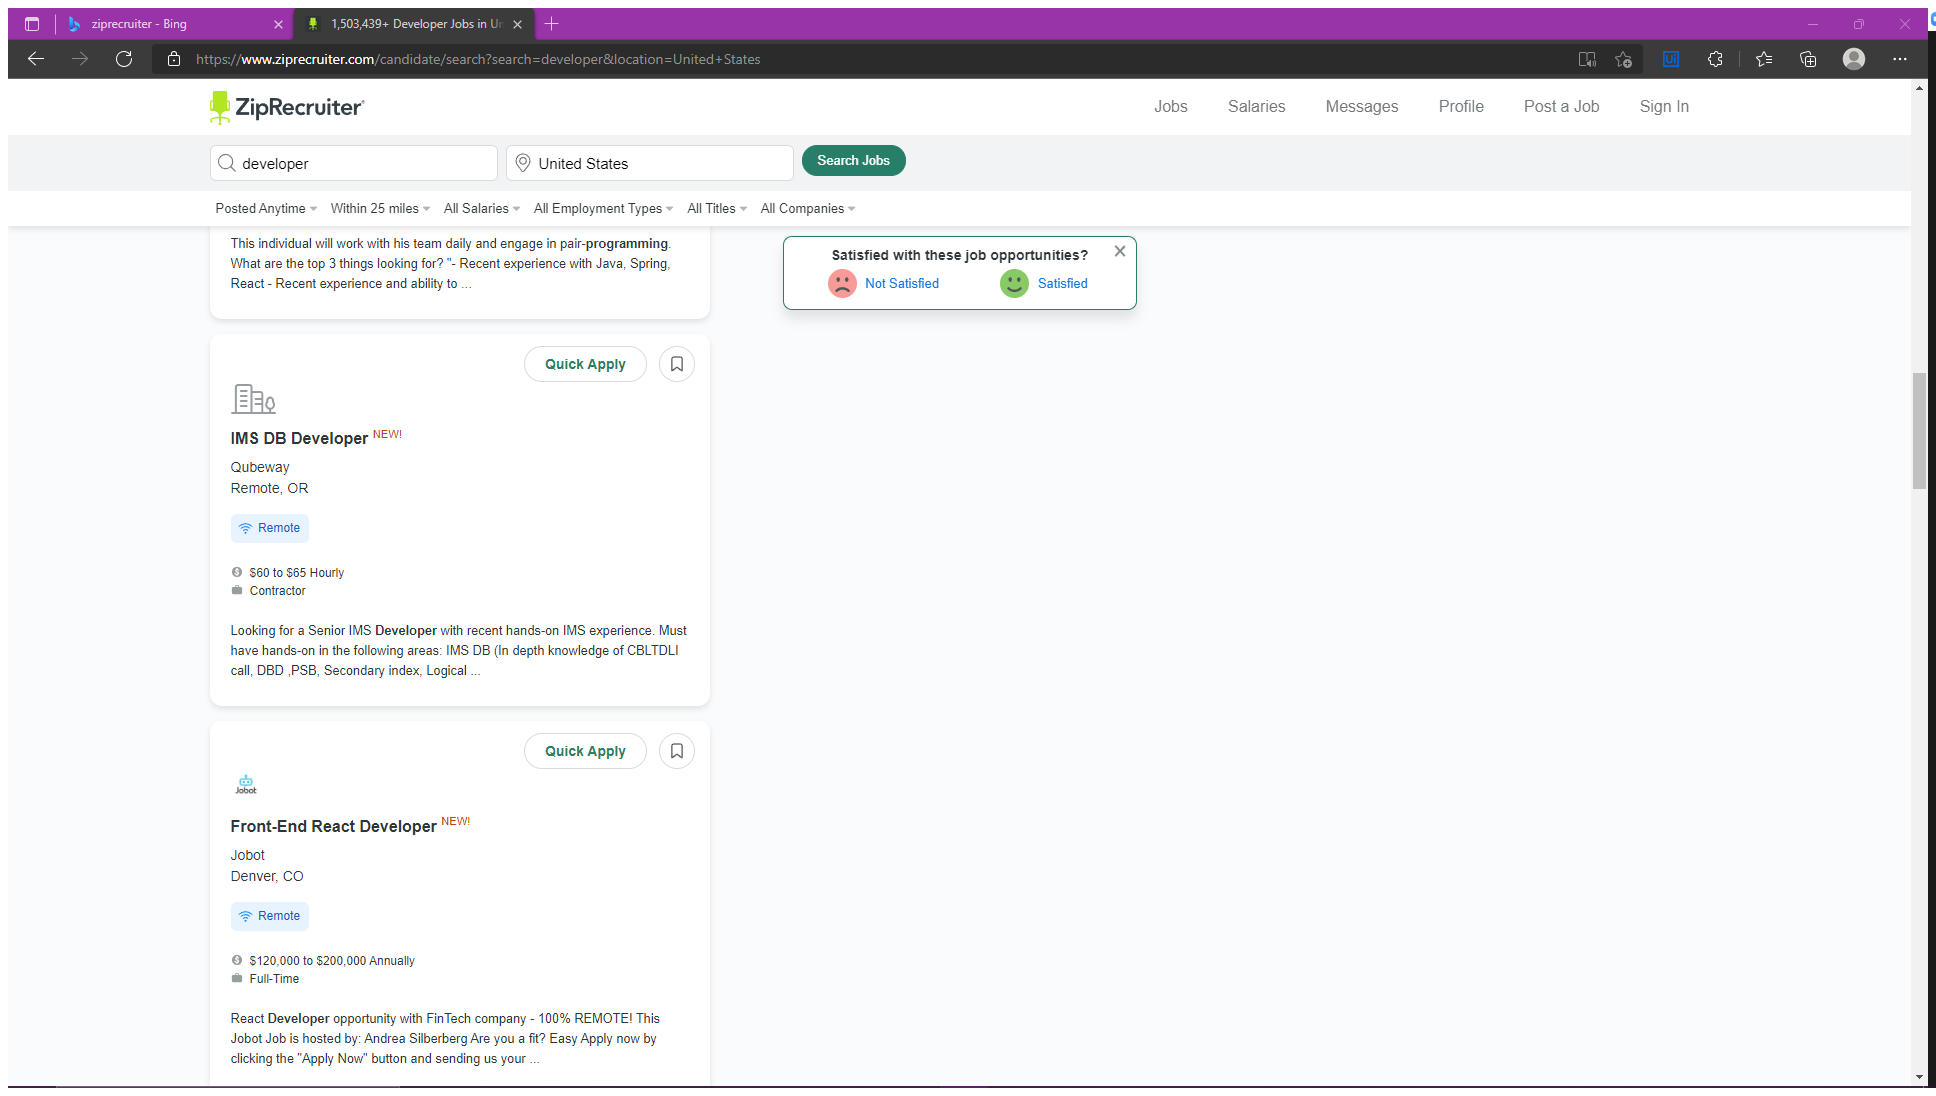 ziprecruiter - Bing
1,503,439+ Developer Jobs in Un
https://www.ziprecruiter.com/candidate/search?search=developer&location=United+States
ZipRecruiter
Jobs
Salaries
Messages
Profile
Post a Job
Sign In
developer
United States
Search Jobs
Posted Anytime
Within 25 miles
All Salaries
All Employment Types
All Titles
All Companies
This individual will work with his team daily and engage in pair-programming.
What are the top 3 things looking for? "- Recent experience with Java, Spring,
React - Recent experience and ability to ...
Satisfied with these job opportunities?
Not Satisfied
Satisfied
Quick Apply
IMS DB Developer NEW!
Qubeway
Remote, OR
Remote
$60 to $65 Hourly
Contractor
Looking for a Senior IMS Developer with recent hands-on IMS experience. Must
have hands-on in the following areas: IMS DB (In depth knowledge of CBLTDLI
call, DBD ,PSB, Secondary index, Logical ...
Quick Apply
Jobot
Front-End React Developer NEW!
Jobot
Denver, CO
Remote
$120,000 to $200,000 Annually
Full-Time
React Developer opportunity with FinTech company - 100% REMOTE! This
Jobot Job is hosted by: Andrea Silberberg Are you a fit? Easy Apply now by
clicking the "Apply Now" button and sending us your ...